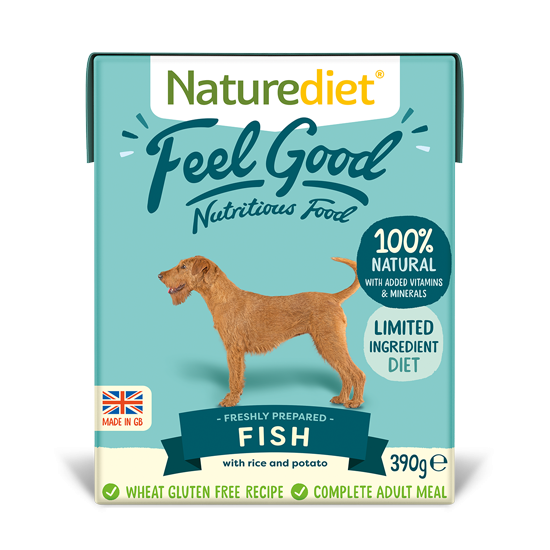 Naturediet®
Feel Good
Nutritious Food
100%
NATURAL
WITH ADDED VITAMINS
& MINERALS
LIMITED
INGREDIENT
DIET
MADE IN GB
- FRESHLY PREPARED -
FISH
with rice and potato
390g℮
WHEAT GLUTEN FREE RECIPE
COMPLETE ADULT MEAL